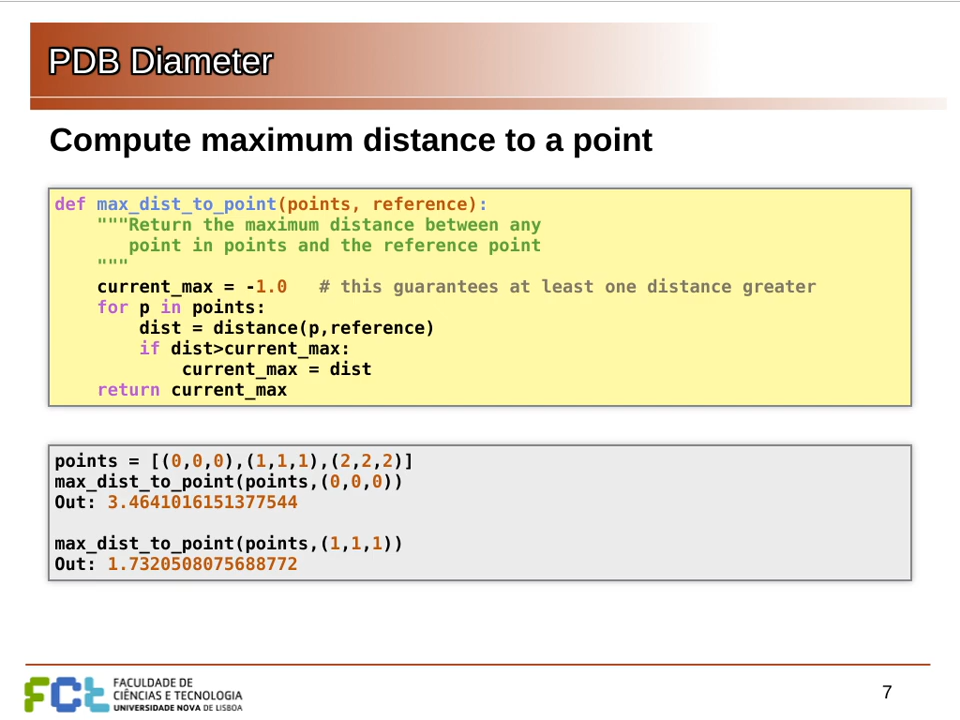 PDB Diameter
Compute maximum distance to a point
def max_dist_to_point(points, reference):
    """Return the maximum distance between any
       point in points and the reference point
    """
    current_max = -1.0   # this guarantees at least one distance greater
    for p in points:
        dist = distance(p,reference)
        if dist>current_max:
            current_max = dist
    return current_max
points = [(0,0,0),(1,1,1),(2,2,2)]
max_dist_to_point(points,(0,0,0))
Out: 3.4641016151377544
max_dist_to_point(points,(1,1,1))
Out: 1.7320508075688772
FCt
FACULDADE DE
CIÊNCIAS E TECNOLOGIA
UNIVERSIDADE NOVA DE LISBOA
7